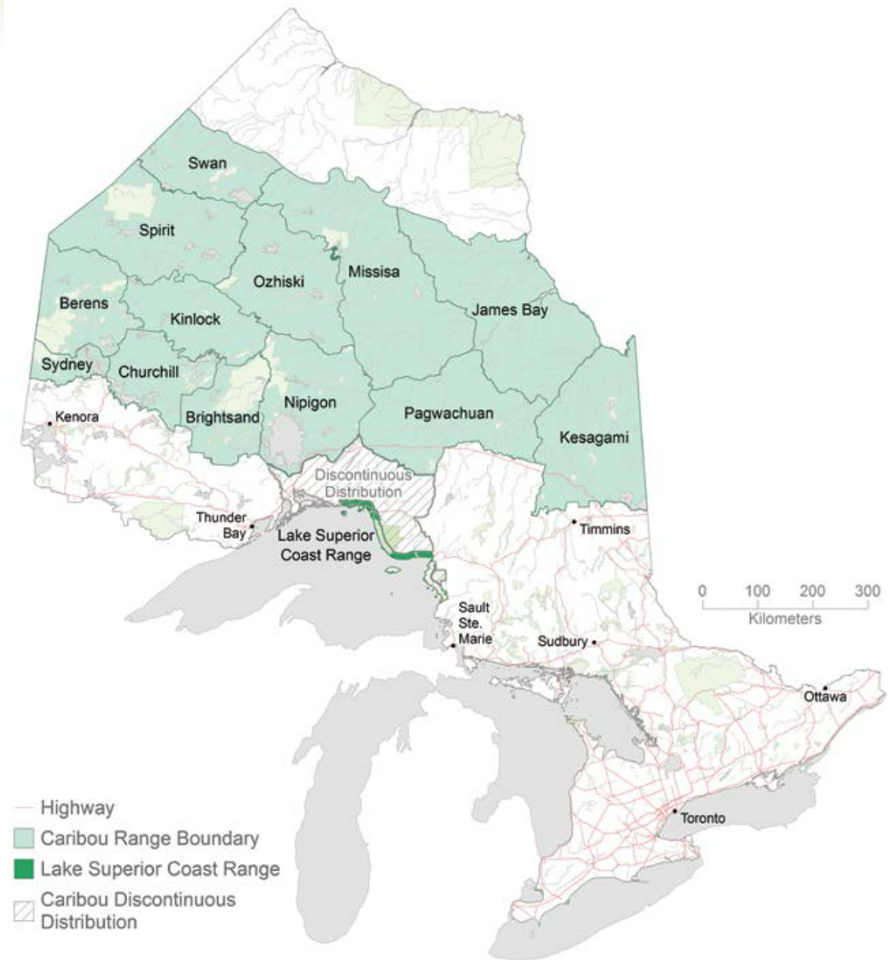 Swan
Spirit
Ozhiski
Missisa
Berens
Kinlock
James Bay
Sydney
Churchill
Brightsand
Nipigon
Pagwachuan
Kesagami
Kenora
Discontinuous
Distribution
Thunder
Bay
Lake Superior
Coast Range
Timmins
0 100 200 300
Kilometers
Sault
Ste.
Marie
Sudbury
Ottawa
Toronto
Highway
Caribou Range Boundary
Lake Superior Coast Range
Caribou Discontinuous
Distribution